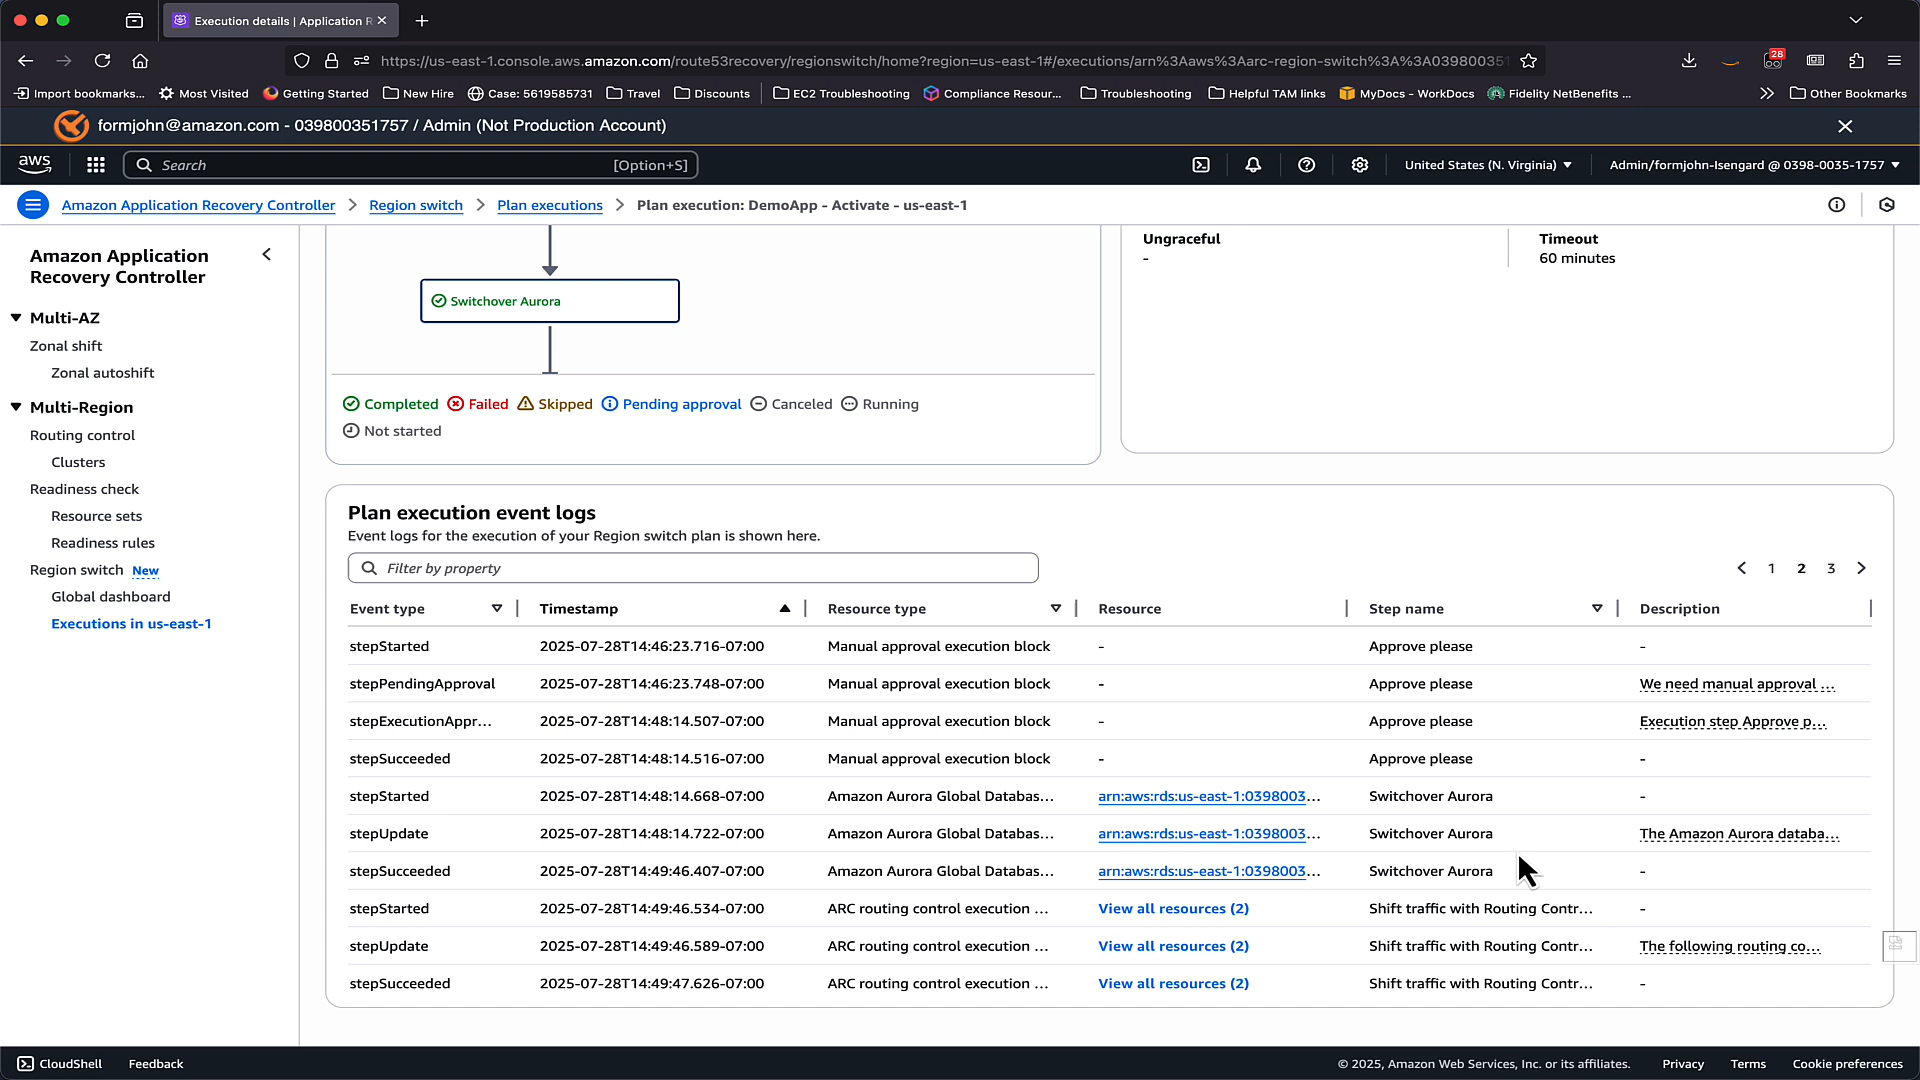 Execution details | Application R
https://us-east-1.console.aws.amazon.com/route53recovery/regionswitch/home?region=us-east-1#/executions/arn%3Aaws%3Aarc-region-switch%3A%3A039800351
28
Import bookmarks...
Most Visited
Getting Started
New Hire
Case: 5619585731
Travel
Discounts
EC2 Troubleshooting
Compliance Resour...
Troubleshooting
Helpful TAM links
MyDocs - WorkDocs
Fidelity NetBenefits ...
Other Bookmarks
formjohn@amazon.com - 039800351757 / Admin (Not Production Account)
aws
Search
[Option+S]
United States (N. Virginia)
Admin/formjohn-Isengard @ 0398-0035-1757
Amazon Application Recovery Controller
Region switch
Plan executions
Plan execution: DemoApp - Activate - us-east-1
Amazon Application
Recovery Controller
Multi-AZ
Zonal shift
Zonal autoshift
Multi-Region
Routing control
Clusters
Readiness check
Resource sets
Readiness rules
Region switch New
Global dashboard
Executions in us-east-1
Switchover Aurora
Completed
Failed
Skipped
Pending approval
Canceled
Running
Not started
Ungraceful
-
Timeout
60 minutes
Plan execution event logs
Event logs for the execution of your Region switch plan is shown here.
Filter by property
1 2 3
Event type Timestamp Resource type Resource Step name Description
stepStarted 2025-07-28T14:46:23.716-07:00 Manual approval execution block - Approve please -
stepPendingApproval 2025-07-28T14:46:23.748-07:00 Manual approval execution block - Approve please We need manual approval ...
stepExecutionAppr... 2025-07-28T14:48:14.507-07:00 Manual approval execution block - Approve please Execution step Approve p...
stepSucceeded 2025-07-28T14:48:14.516-07:00 Manual approval execution block - Approve please -
stepStarted 2025-07-28T14:48:14.668-07:00 Amazon Aurora Global Databas... arn:aws:rds:us-east-1:0398003... Switchover Aurora -
stepUpdate 2025-07-28T14:48:14.722-07:00 Amazon Aurora Global Databas... arn:aws:rds:us-east-1:0398003... Switchover Aurora The Amazon Aurora databa...
stepSucceeded 2025-07-28T14:49:46.407-07:00 Amazon Aurora Global Databas... arn:aws:rds:us-east-1:0398003... Switchover Aurora -
stepStarted 2025-07-28T14:49:46.534-07:00 ARC routing control execution ... View all resources (2) Shift traffic with Routing Contr... -
stepUpdate 2025-07-28T14:49:46.589-07:00 ARC routing control execution ... View all resources (2) Shift traffic with Routing Contr... The following routing co...
stepSucceeded 2025-07-28T14:49:47.626-07:00 ARC routing control execution ... View all resources (2) Shift traffic with Routing Contr... -
CloudShell
Feedback
© 2025, Amazon Web Services, Inc. or its affiliates.
Privacy
Terms
Cookie preferences